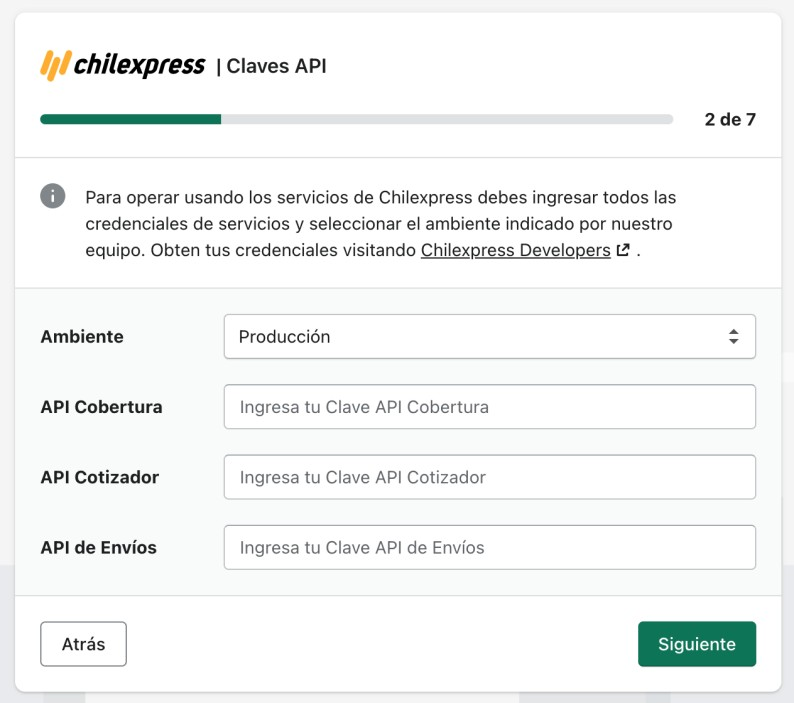 chilexpress | Claves API
2 de 7
Para operar usando los servicios de Chilexpress debes ingresar todos las
credenciales de servicios y seleccionar el ambiente indicado por nuestro
equipo. Obten tus credenciales visitando Chilexpress Developers .
Ambiente
Producción
API Cobertura
Ingresa tu Clave API Cobertura
API Cotizador
Ingresa tu Clave API Cotizador
API de Envíos
Ingresa tu Clave API de Envíos
Atrás
Siguiente